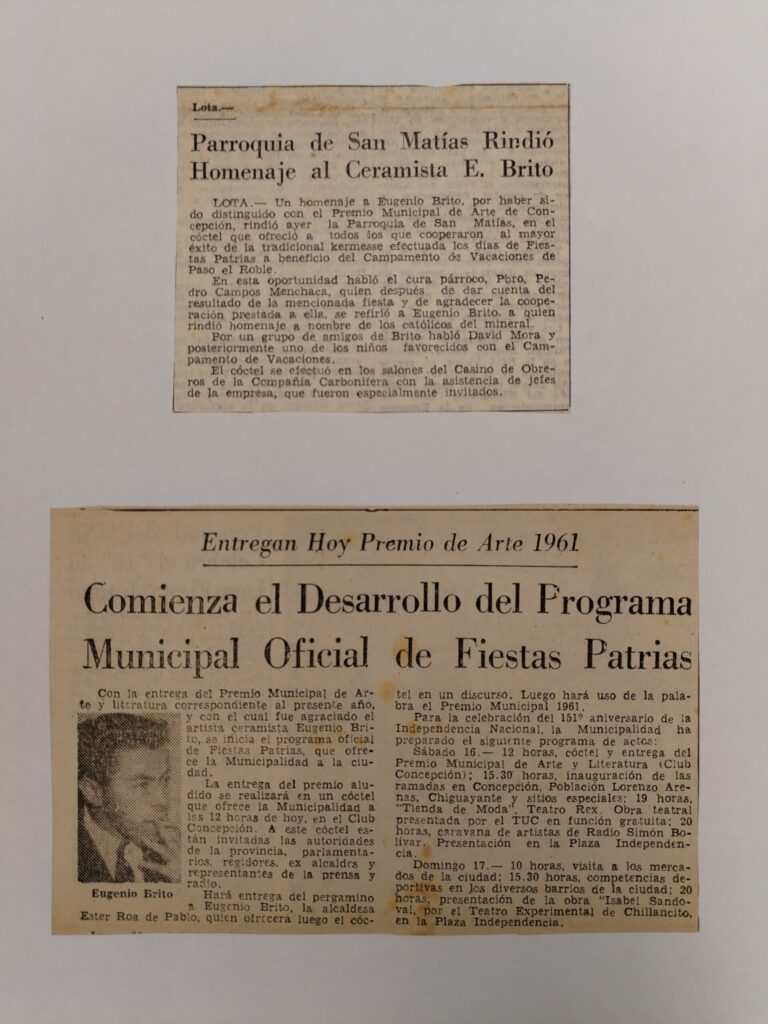 Lota.—
Parroquia de San Matías Rindió
Homenaje al Ceramista E. Brito
LOTA.— Un homenaje a Eugenio Brito, por haber si-
do distinguido con el Premio Municipal de Arte de Con-
cepción, rindió ayer la Parroquia de San Matías, en el
cóctel que ofreció a todos los que cooperaron al mayor
éxito de la tradicional kermesse efectuada los días de Fies-
tas Patrias a beneficio del Campamento de Vacaciones de
Paso el Roble.
En esta oportunidad habló el cura párroco, Pbro, Pe-
dro Campos Menchaca, quien después de dar cuenta del
resultado de la mencionada fiesta y de agradecer la coope-
ración prestada a ella, se refirió a Eugenio Brito, a quien
rindió homenaje a nombre de los católicos del mineral.
Por un grupo de amigos de Brito habló David Mora y
posteriormente uno de los niños favorecidos con el Cam-
pamento de Vacaciones.
El cóctel se efectuó en los salones del Casino de Obre-
ros de la Compañía Carbonífera con la asistencia de jefes
de la empresa, que fueron especialmente invitados.
Entregan Hoy Premio de Arte 1961
Comienza el Desarrollo del Programa
Municipal Oficial de Fiestas Patrias
Con la entrega del Premio Municipal de Ar-
te y litíratura correspondiente al presente año,
y con el cual fue agraciado el
artista ceramista Eugenio Bri-
to, se inicia el programa oficial
de Fiestas Patrias, que ofre-
ce la Municipalidad a la ciu-
dad.
La entrega del premio alu-
dido se realizará en un cóctel
que ofrece la Municipalidad a
las 12 horas de hoy, en el Club
Concepción. A este cóctel es-
tán invitadas las autoridades
de la provincia, parlamenta-
rios, regidores, ex alcaldes y
representantes de la prensa y
radio.
Eugenio Brito
Hará entrega del pergamino
a Eugenio Brito, la alcaldesa
Ester Roa de Pablo, quien ofrecerá luego el cóc-
tel en un discurso. Luego hará uso de la pala-
bra el Premio Municipal 1961.
Para la celebración del 151º aniversario de la
Independencia Nacional, la Municipalidad ha
preparado el siguiente programa de actos:
Sábado 16.— 12 horas, cóctel y entrega del
Premio Municipal de Arte y Literatura (Club
Concepción); 15.30 horas, inauguración de las
ramadas en Concepción, Población Lorenzo Are-
nas, Chiguayante y sitios especiales; 19 horas,
"Tienda de Moda". Teatro Rex. Obra teatral
presentada por el TUC en función gratuita; 20
horas, caravana de artistas de Radio Simón Bo-
lívar. Presentación en la Plaza Independen-
cia.
Domingo 17.— 10 horas, visita a los merca-
dos de la ciudad; 15.30 horas, competencias de-
portivas en los diversos barrios de la ciudad; 20
horas, presentación de la obra "Isabel Sando-
val, por el Teatro Experimental de Chillancito,
en la Plaza Independencia.